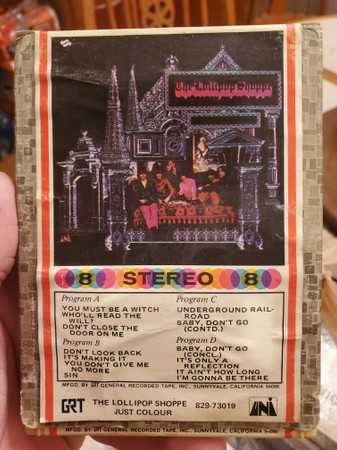 The Lollipop Shoppe
UNI
8 STEREO 8
Program A
YOU MUST BE A WITCH
WHO'LL READ THE
WILL?
DON'T CLOSE THE
DOOR ON ME
Program B
DON'T LOOK BACK
IT'S MAKING IT
YOU DON'T GIVE ME
NO MORE
SIN
Program C
UNDERGROUND RAIL-
ROAD
BABY, DON'T GO
(CONTD.)
Program D
BABY, DON'T GO
(CONCL.)
IT'S ONLY A
REFLECTION
IT AIN'T HOW LONG
I'M GONNA BE THERE
MFGD. BY GRT GENERAL RECORDED TAPE, INC., SUNNYVALE, CALIFORNIA 94086
GRT
THE LOLLIPOP SHOPPE
JUST COLOUR
829-73019
UNI
MFGD. BY GRT GENERAL RECORDED TAPE, INC., SUNNYVALE, CALIFORNIA 94086